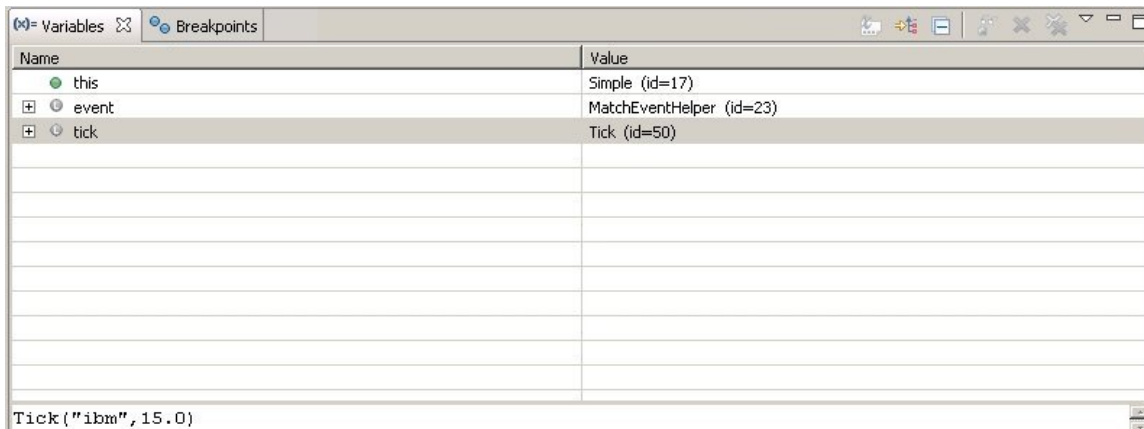 (x)= Variables Breakpoints
Name Value
this Simple (id=17)
event MatchEventHelper (id=23)
tick Tick (id=50)
Tick("ibm",15.0)